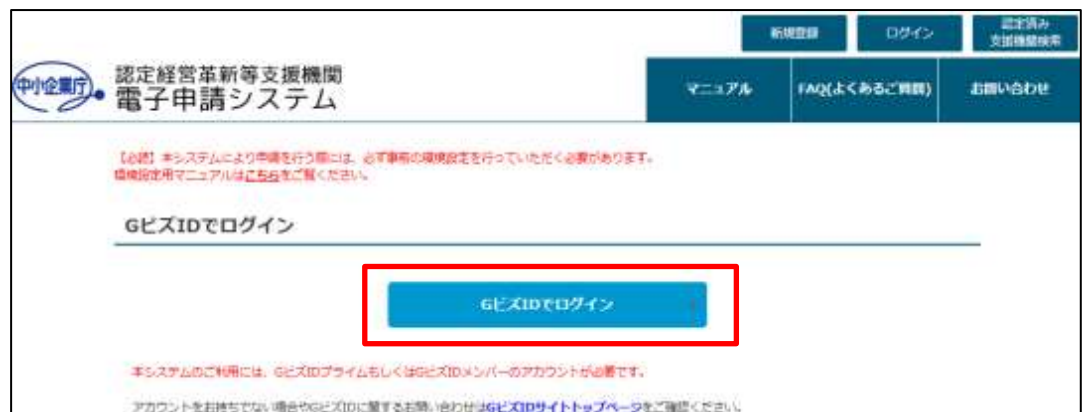 新規登録
ログイン
認定済み
支援機関検索
中小企業庁
認定経営革新等支援機関
電子申請システム
マニュアル
FAQ(よくあるご質問)
お問い合わせ
【必読】本システムにより申請を行う際には、必ず事前の環境設定を行っていただく必要があります。
環境設定用マニュアルはこちらをご覧ください。
GビズIDでログイン
GビズIDでログイン
本システムのご利用には、GビズIDプライムもしくはGビズIDメンバーのアカウントが必要です。
アカウントをお持ちでない場合やGビズIDに関するお問い合わせはGビズIDサイトトップページをご確認ください。